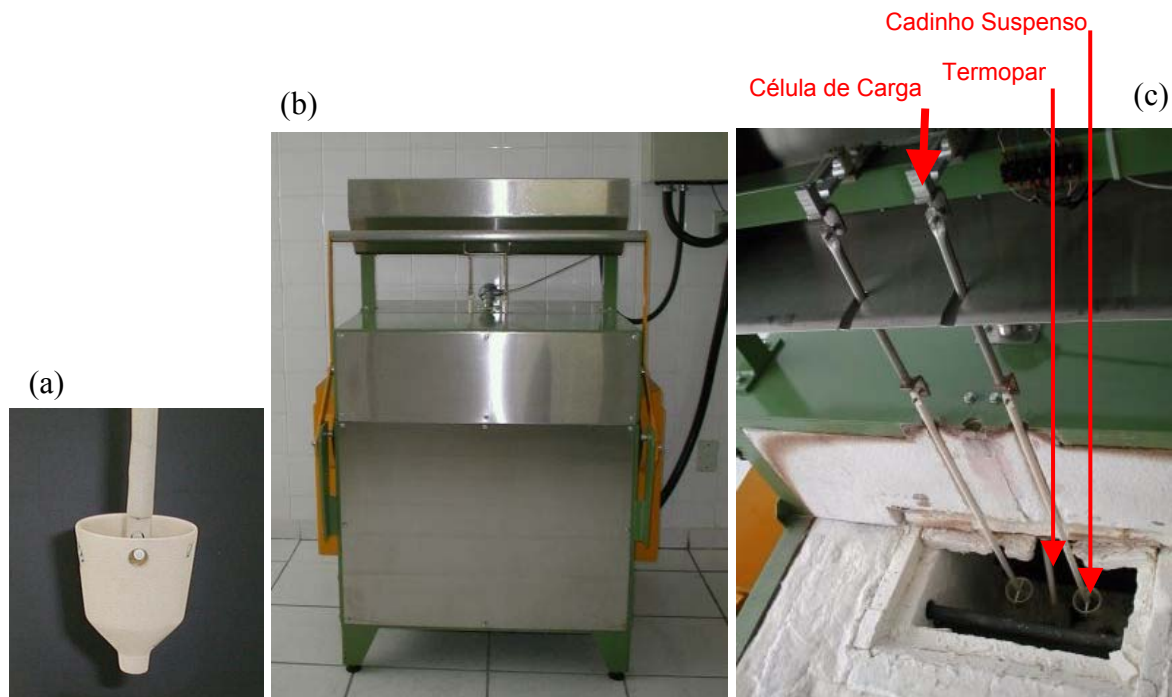 Cadinho Suspenso
Termopar
Célula de Carga
(c)
(b)
(a)